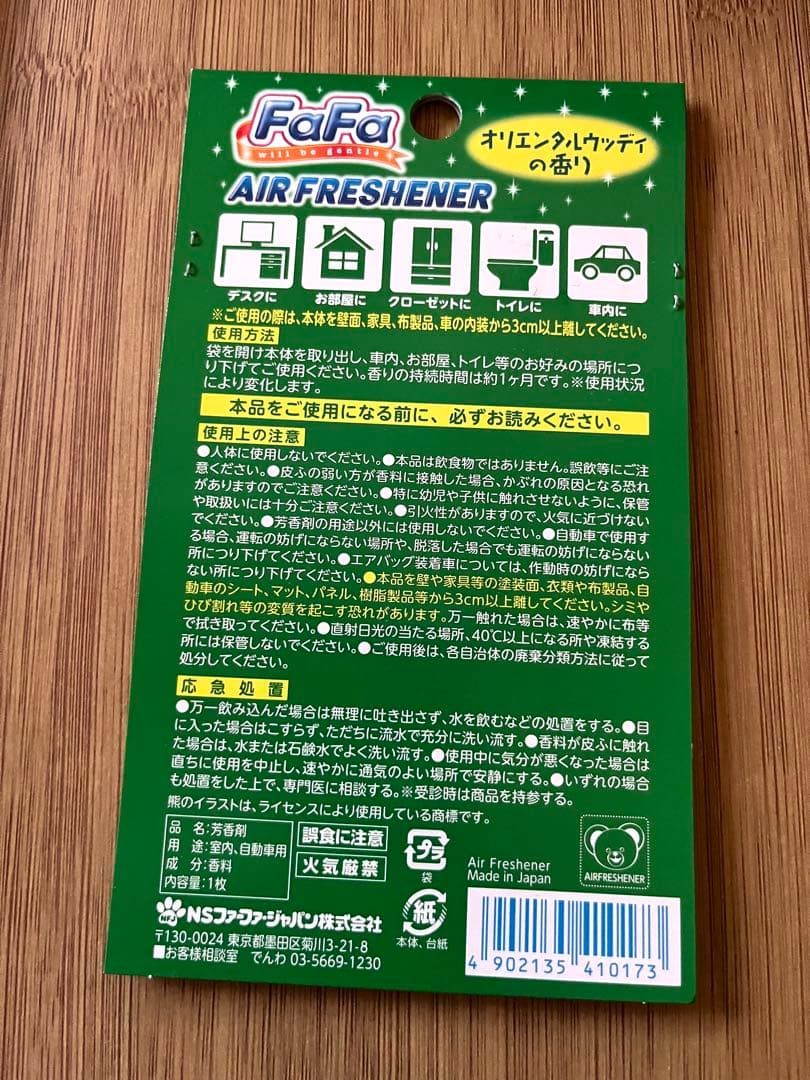 FaFa
will be gentle
オリエンタルウッディ
の香り
AIR FRESHENER
デスクに
お部屋に
クローゼットに
トイレに
車内に
※ご使用の際は、本体を壁面、家具、布製品、車の内装から3cm以上離してください。
使用方法
袋を開け本体を取り出し、車内、お部屋、トイレ等のお好みの場所につ
り下げてご使用ください。香りの持続時間は約1ヶ月です。※使用状況
により変化します。
本品をご使用になる前に、必ずお読みください。
使用上の注意
●人体に使用しないでください。●本品は飲食物ではありません。誤飲等にご注
意ください。●皮ふの弱い方が香料に接触した場合、かぶれの原因となる恐れ
がありますのでご注意ください。●特に幼児や子供に触れさせないように、保管
や取扱いには十分ご注意ください。●引火性がありますので、火気に近づけない
でください。●芳香剤の用途以外には使用しないでください。●自動車で使用す
る場合、運転の妨げにならない場所や、脱落した場合でも運転の妨げにならない
所につり下げてください。●エアバッグ装着車については、作動時の妨げになら
ない所につり下げてください。●本品を壁や家具等の塗装面、衣類や布製品、自
動車のシート、マット、パネル、樹脂製品等から3cm以上離してください。シミや
ひび割れ等の変質を起こす恐れがあります。万一触れた場合は、速やかに布等
で拭き取ってください。●直射日光の当たる場所、40℃以上になる所や凍結する
所には保管しないでください。●ご使用後は、各自治体の廃棄分類方法に従って
処分してください。
応急処置
●万一飲み込んだ場合は無理に吐き出さず、水を飲むなどの処置をする。●目
に入った場合はこすらず、ただちに流水で充分に洗い流す。●香料が皮ふに触れ
た場合は、水または石鹸水でよく洗い流す。●使用中に気分が悪くなった場合は
直ちに使用を中止し、速やかに通気のよい場所で安静にする。●いずれの場合
も処置をした上で、専門医に相談する。※受診時は商品を持参する。
熊のイラストは、ライセンスにより使用している商標です。
品 名:芳香剤
用 途:室内、自動車用
成 分:香料
内容量:1枚
誤食に注意
火気厳禁
プラ
袋
紙
本体、台紙
Air Freshener
Made in Japan
AIRFRESHENER
NFJ
NSファーファ・ジャパン株式会社
〒130-0024 東京都墨田区菊川3-21-8
■お客様相談室 でんわ 03-5669-1230
4 902135 410173